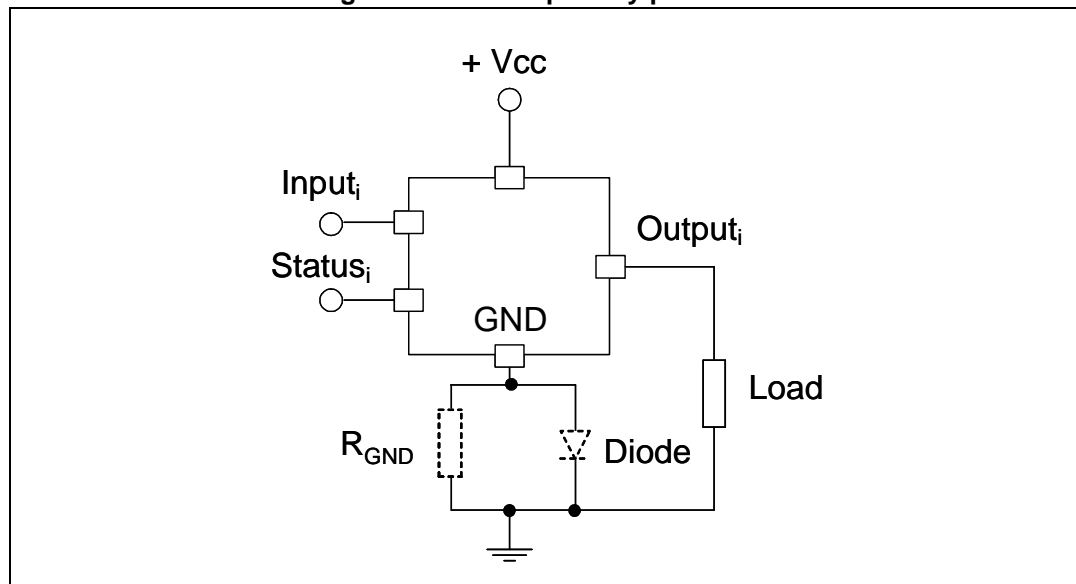 + Vcc
Inputᵢ
Outputᵢ
Statusᵢ
GND
Load
R_GND
Diode